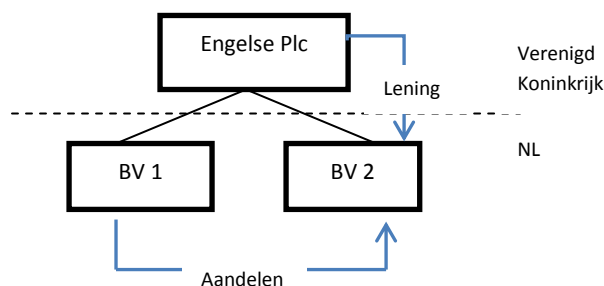 Engelse Plc
Verenigd
Koninkrijk
Lening
NL
BV 1
BV 2
Aandelen